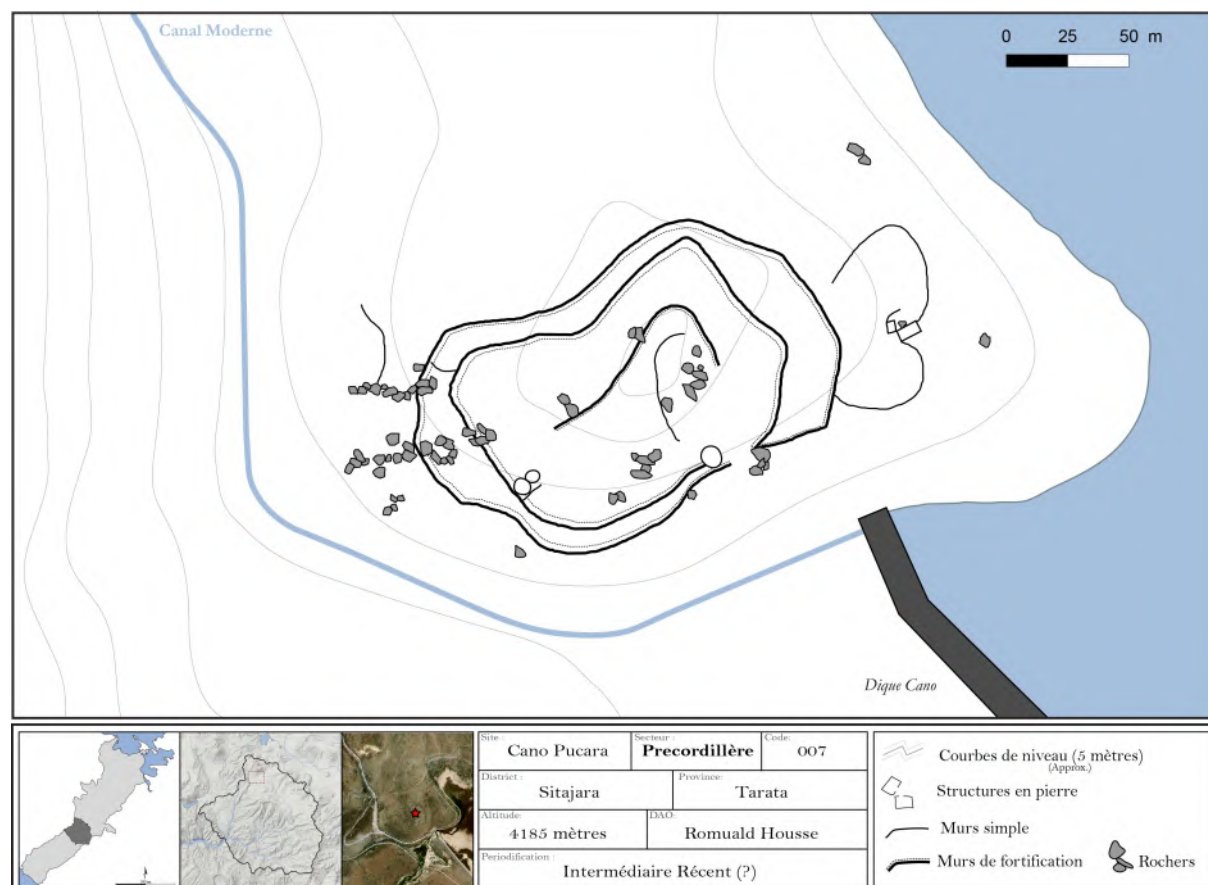 Canal Moderne
0 25 50 m
Dique Cano
Site :
Cano Pucara
Secteur :
Precordillère
Code:
007
District :
Sitajara
Province:
Tarata
Altitude:
4185 mètres
DAO:
Romuald Housse
Periodification :
Intermédiaire Récent (?)
Courbes de niveau (5 mètres)
(Approx.)
Structures en pierre
Murs simple
Murs de fortification
Rochers